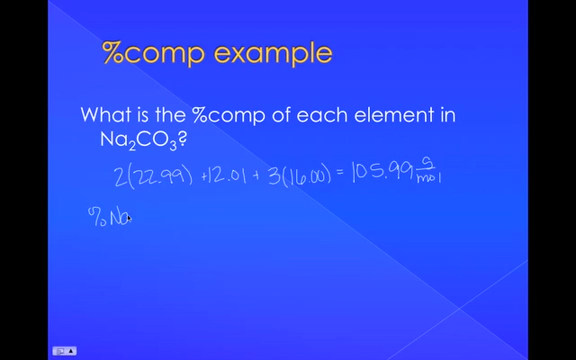 %comp example
What is the %comp of each element in
Na₂CO₃?
2(22.99) +12.01 + 3(16.00) = 105.99 g/mol
%Na